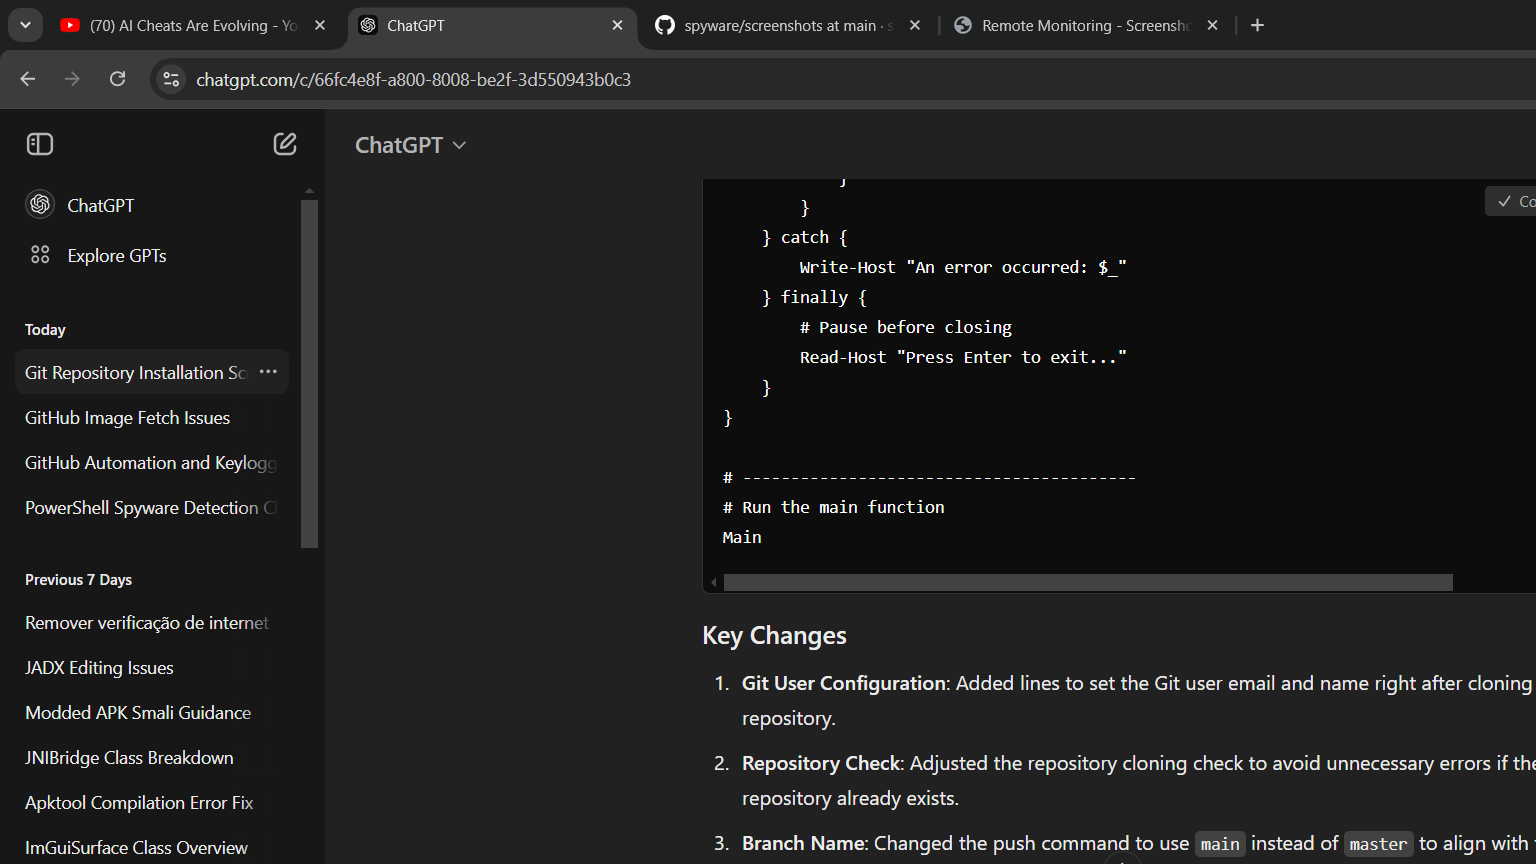 (70) AI Cheats Are Evolving - Yo
ChatGPT
spyware/screenshots at main · s
Remote Monitoring - Screensho
chatgpt.com/c/66fc4e8f-a800-8008-be2f-3d550943b0c3
ChatGPT
ChatGPT
Explore GPTs
Today
Git Repository Installation Sc
GitHub Image Fetch Issues
GitHub Automation and Keylogg
PowerShell Spyware Detection C
Previous 7 Days
Remover verificação de internet
JADX Editing Issues
Modded APK Smali Guidance
JNIBridge Class Breakdown
Apktool Compilation Error Fix
ImGuiSurface Class Overview
Co
}
}
} catch {
Write-Host "An error occurred: $_"
} finally {
# Pause before closing
Read-Host "Press Enter to exit..."
}
}
# -----------------------------------------
# Run the main function
Main
Key Changes
1. Git User Configuration: Added lines to set the Git user email and name right after cloning
repository.
2. Repository Check: Adjusted the repository cloning check to avoid unnecessary errors if the
repository already exists.
3. Branch Name: Changed the push command to use main instead of master to align with